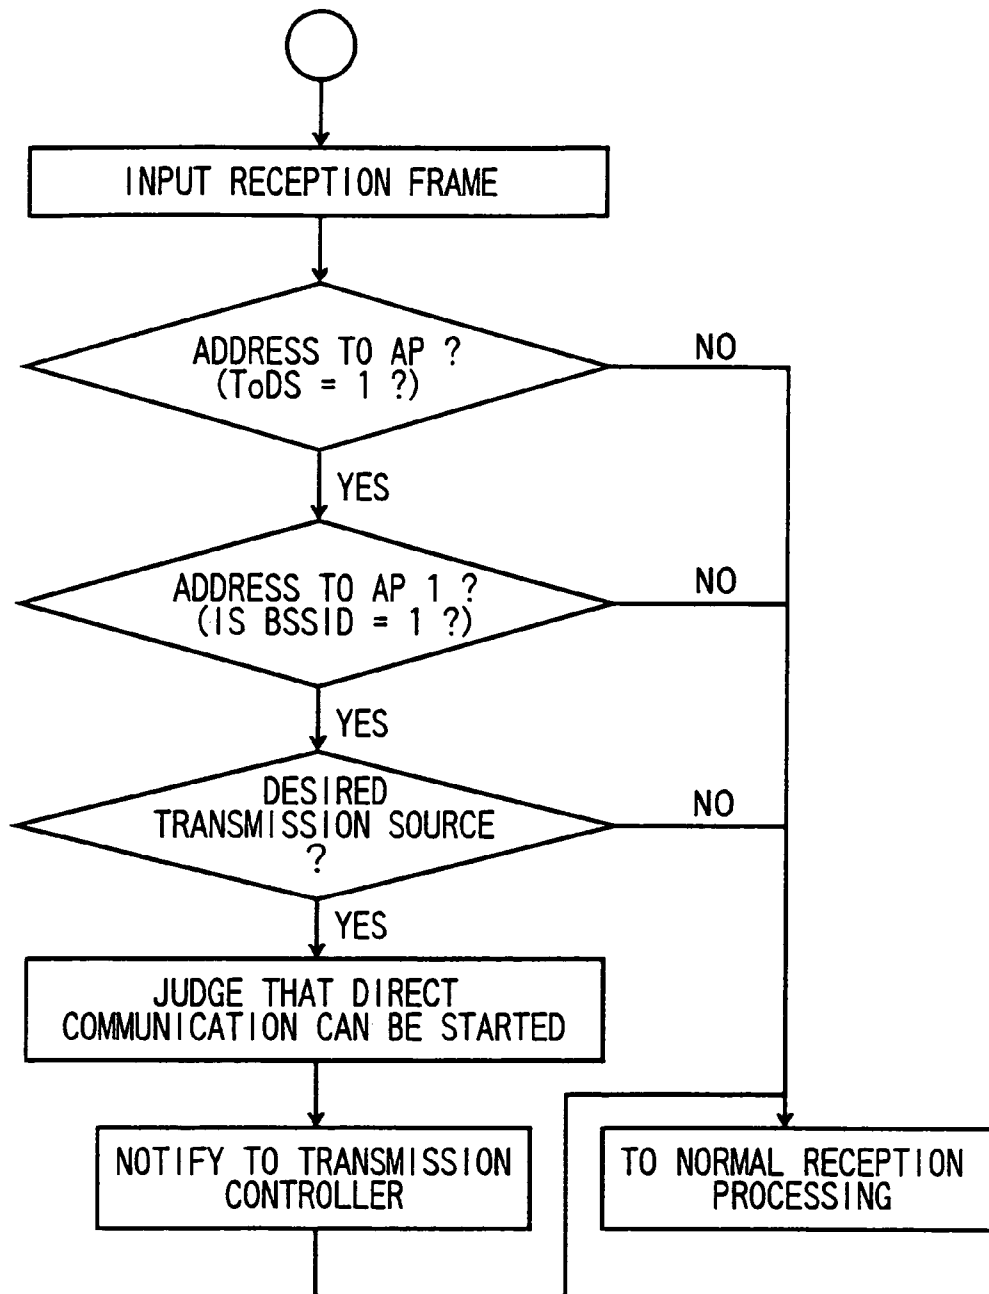 INPUT RECEPTION FRAME
ADDRESS TO AP ?
(ToDS = 1 ?)
NO
YES
ADDRESS TO AP 1 ?
(IS BSSID = 1 ?)
NO
YES
DESIRED
TRANSMISSION SOURCE
?
NO
YES
JUDGE THAT DIRECT
COMMUNICATION CAN BE STARTED
NOTIFY TO TRANSMISSION
CONTROLLER
TO NORMAL RECEPTION
PROCESSING